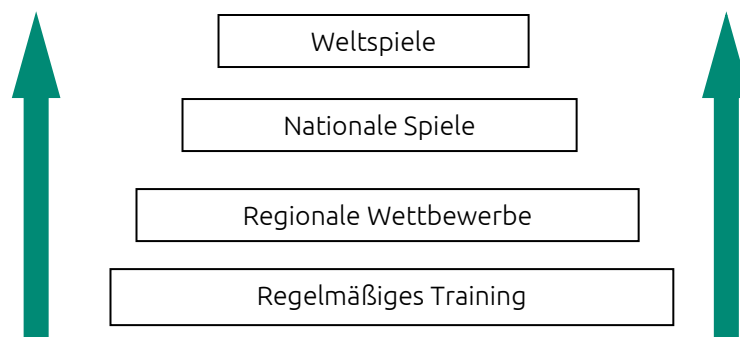 Weltspiele
Nationale Spiele
Regionale Wettbewerbe
Regelmäßiges Training